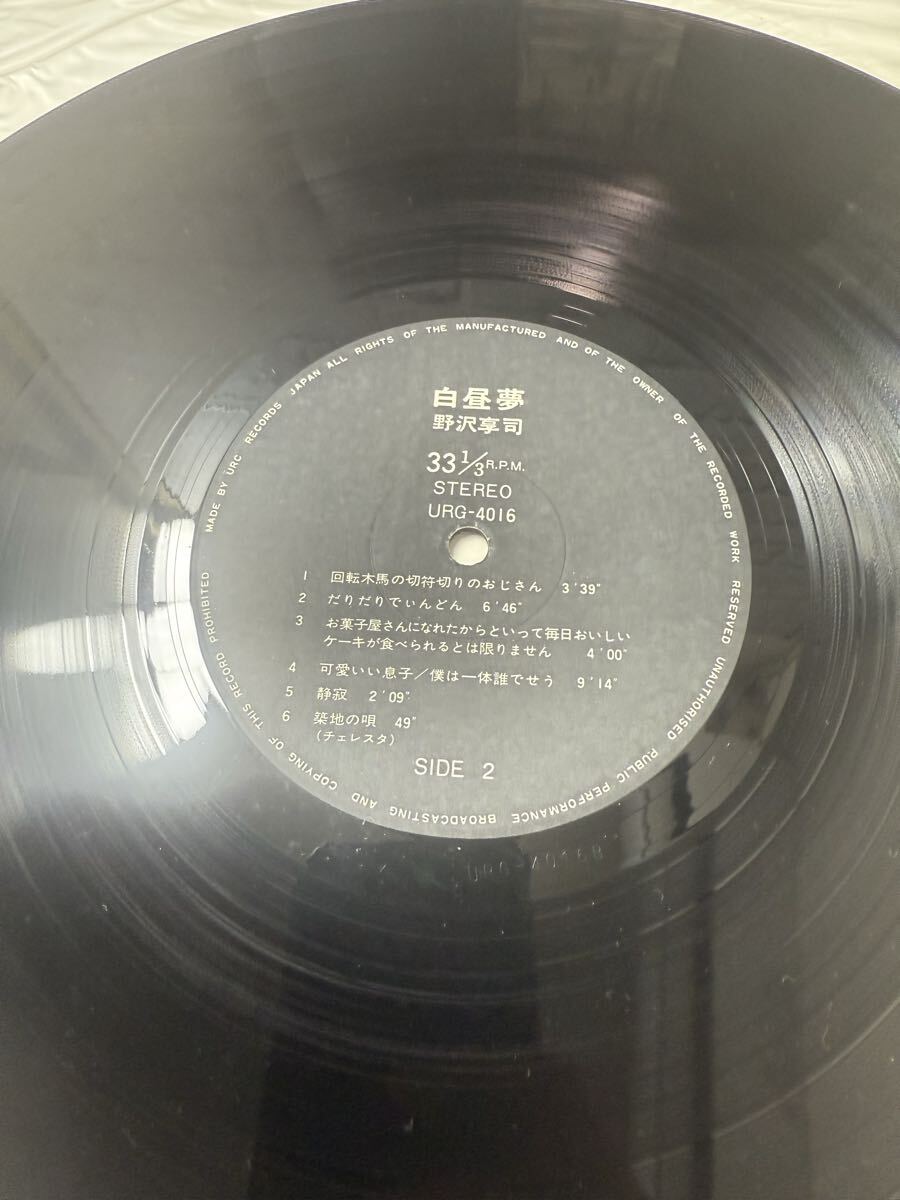 白昼夢
野沢享司
33 1/3 R.P.M.
STEREO
URG-4016
1 回転木馬の切符切りのおじさん 3'39"
2 だりだりでぃんどん 6'46"
3 お菓子屋さんになれたからといって毎日おいしい
ケーキが食べられるとは限りません 4'00"
4 可愛いい息子/僕は一体誰でせう 9'14"
5 静寂 2'09"
6 築地の唄 49"
(チェレスタ)
SIDE 2
MADE BY URC RECORDS JAPAN ALL RIGHTS OF THE MANUFACTURED AND OF THE OWNER OF THE RECORDED WORK RESERVED UNAUTHORISED PUBLIC PERFORMANCE BROADCASTING AND COPYING OF THIS RECORD PROHIBITED